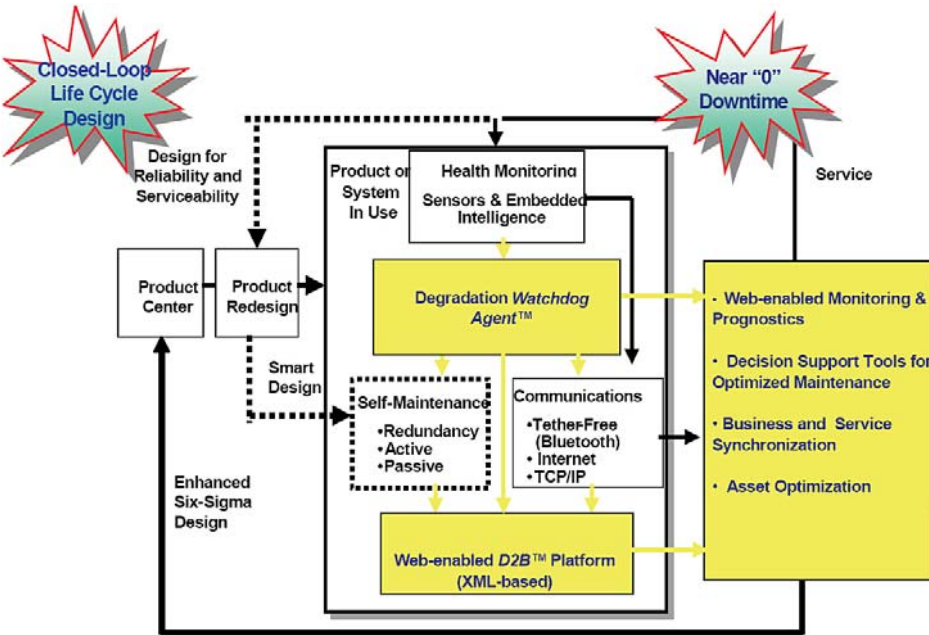 Closed-Loop
Life Cycle
Design
Near “0”
Downtime
Design for
Reliability and
Serviceability
Product or
System
In Use
Health Monitoring
Sensors & Embedded
Intelligence
Service
Product
Center
Product
Redesign
Degradation Watchdog
Agent™
- Web-enabled Monitoring &
Prognostics
• Decision Support Tools for
Optimized Maintenance
• Business and Service
Synchronization
• Asset Optimization
Smart
Design
Self-Maintenance
•Redundancy
•Active
•Passive
Communications
•Tether-Free
(Bluetooth)
• Internet
• TCP/IP
Enhanced
Six-Sigma
Design
Web-enabled D2B™ Platform
(XML-based)